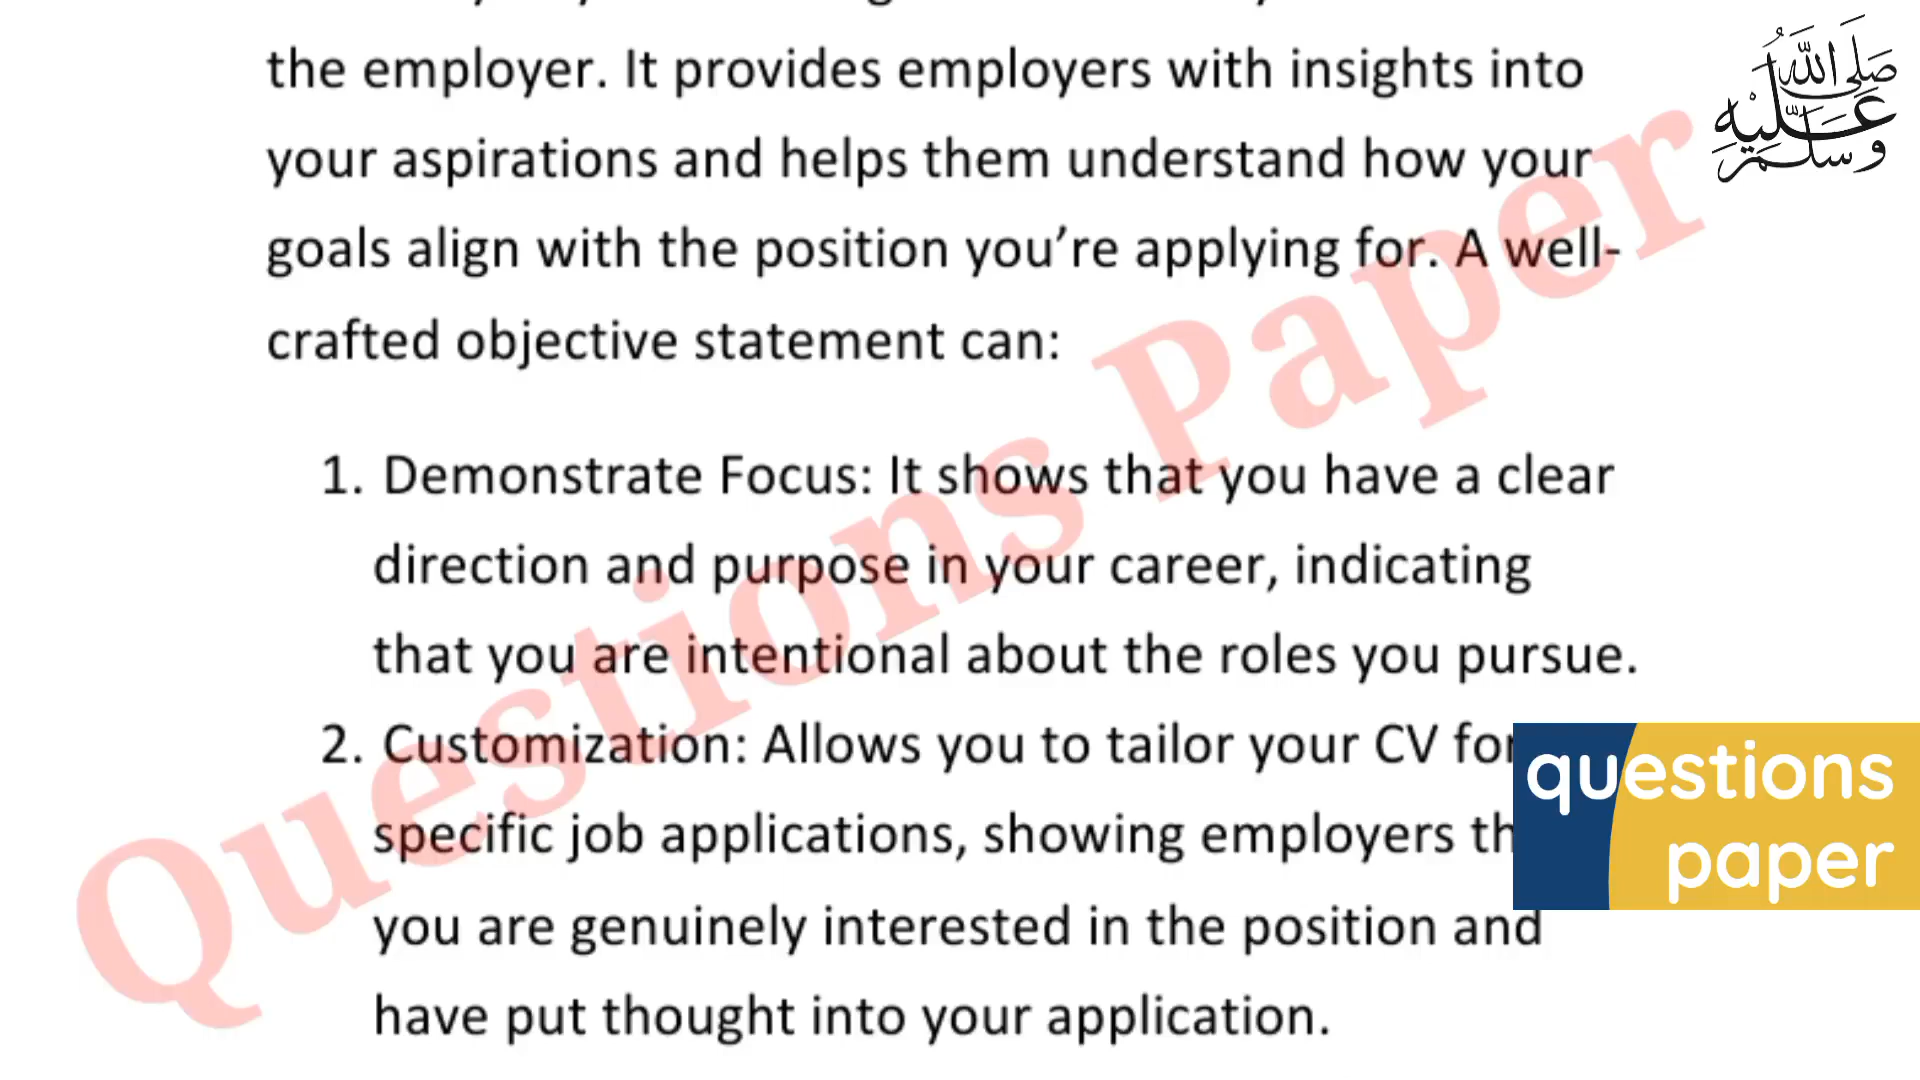 the employer. It provides employers with insights into
your aspirations and helps them understand how your
goals align with the position you’re applying for. A well-
crafted objective statement can:
1. Demonstrate Focus: It shows that you have a clear
direction and purpose in your career, indicating
that you are intentional about the roles you pursue.
2. Customization: Allows you to tailor your CV for
specific job applications, showing employers
you are genuinely interested in the position and
have put thought into your application.
Questions Paper
صَلَّى اللهُ
عَلَيْهِ
وَسَلَّمَ
questions
paper